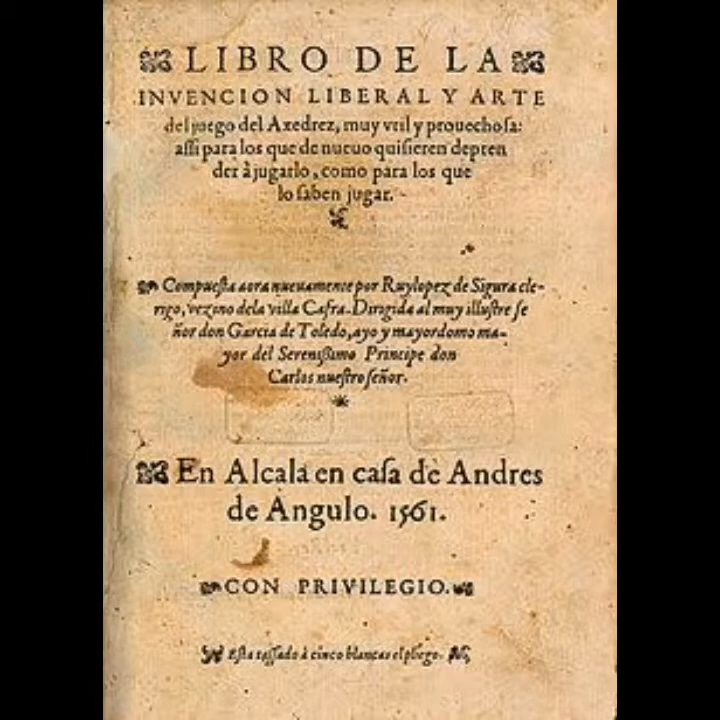 LIBRO DE LA
INVENCION LIBERAL Y ARTE
del juego del Axedrez, muy vtil y prouechosa:
assi para los que de nueuo quisieren depren
der à jugarlo, como para los que
lo saben jugar.
Compuesta aora nueuamente por Ruylopez de Sigura cle-
rigo, vezino dela villa Cafra. Dirigida al muy illustre se
ñor don Garcia de Toledo, ayo y mayordomo ma-
yor del Serenissimo Principe don
Carlos nuestro señor.
En Alcala en casa de Andres
de Angulo. 1561.
CON PRIVILEGIO.
Esta tassado à cinco blancas el pliego.